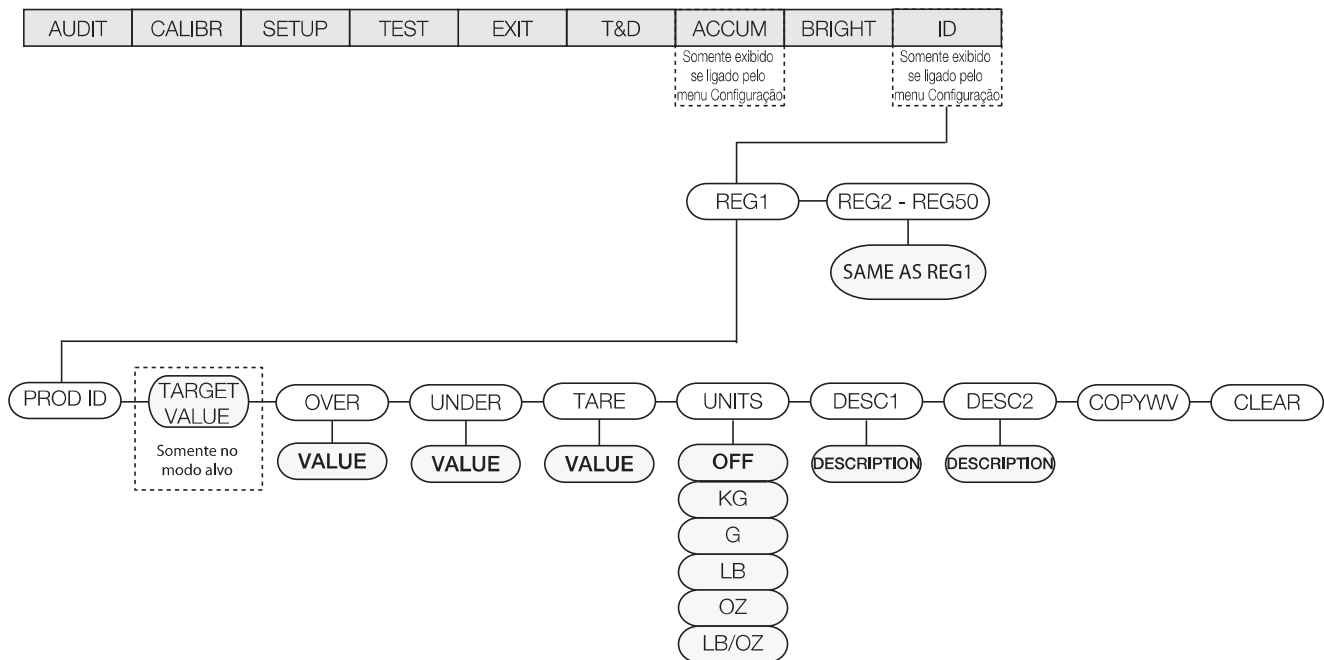 AUDIT CALIBR SETUP TEST EXIT T&D ACCUM BRIGHT ID
Somente exibido
se ligado pelo
menu Configuração
Somente exibido
se ligado pelo
menu Configuração
REG1 REG2 - REG50
SAME AS REG1
PROD ID
TARGET
VALUE
Somente no
modo alvo
OVER
VALUE
UNDER
VALUE
TARE
VALUE
UNITS
OFF
KG
G
LB
OZ
LB/OZ
DESC1
DESCRIPTION
DESC2
DESCRIPTION
COPYWV
CLEAR